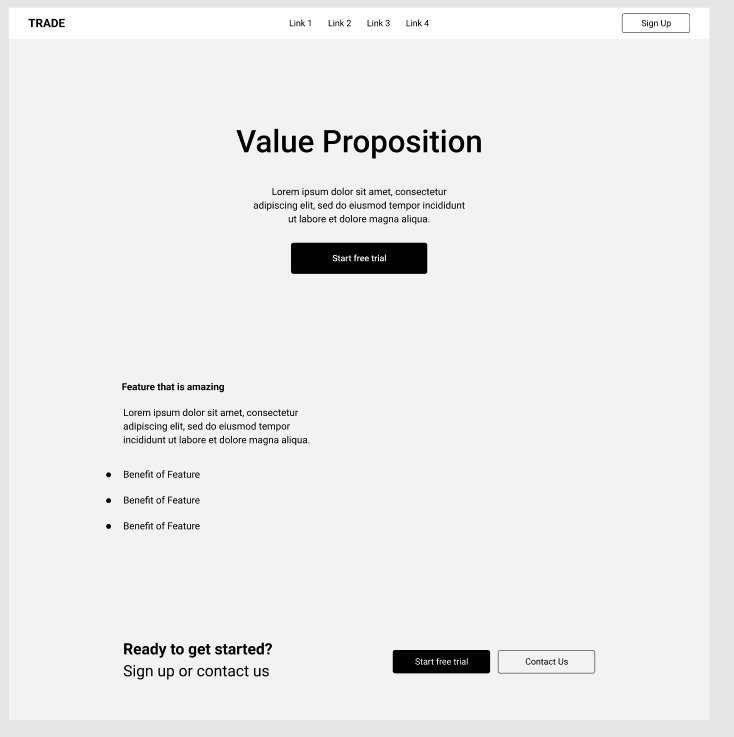 TRADE
Link 1
Link 2
Link 3
Link 4
Sign Up
Value Proposition
Lorem ipsum dolor sit amet, consectetur
adipiscing elit, sed do eiusmod tempor incididunt
ut labore et dolore magna aliqua.
Start free trial
Feature that is amazing
Lorem ipsum dolor sit amet, consectetur
adipiscing elit, sed do eiusmod tempor
incididunt ut labore et dolore magna aliqua.
Benefit of Feature
Benefit of Feature
Benefit of Feature
Ready to get started?
Sign up or contact us
Start free trial
Contact Us